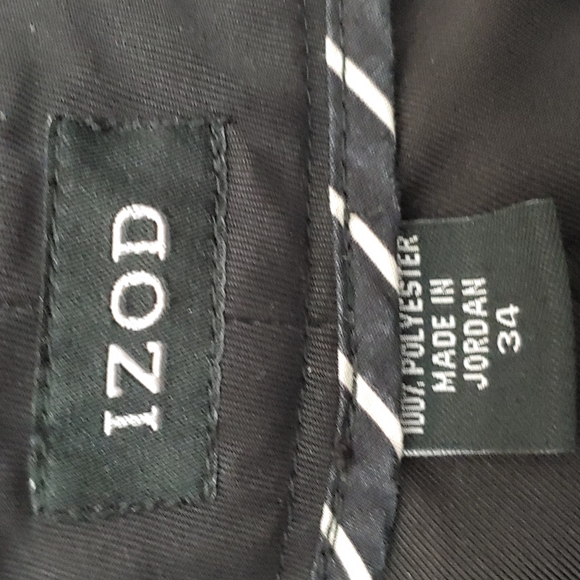 IZOD
100% POLYESTER
MADE IN
JORDAN
34